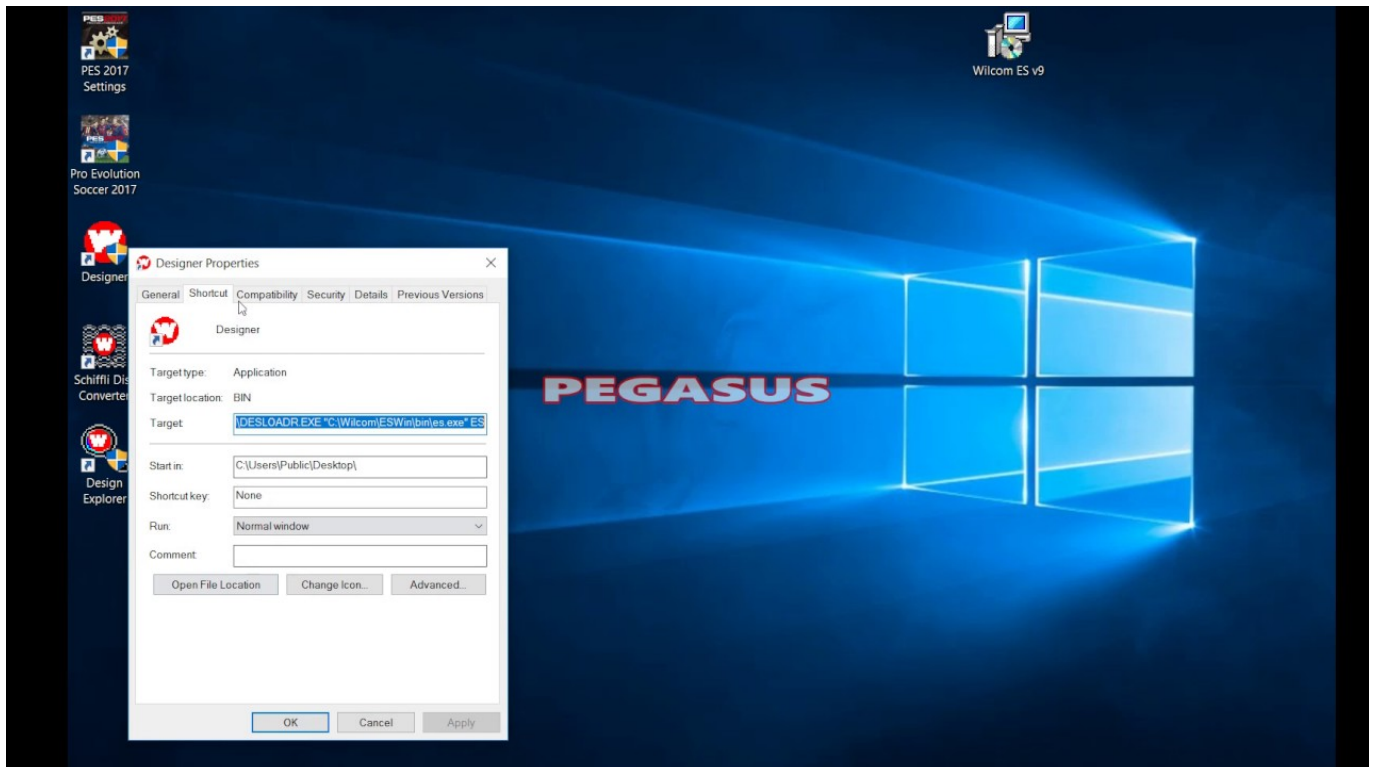 PES 2017
Settings
Wilcom ES v9
PES
Pro Evolution
Soccer 2017
Designer
Schiffli Dis
Converter
Design
Explorer
Designer Properties
General Shortcut Compatibility Security Details Previous Versions
Designer
Target type: Application
Target location: BIN
Target: \DESLOADR.EXE "C:\Wilcom\ESWin\bin\es.exe" ES
Start in: C:\Users\Public\Desktop\
Shortcut key: None
Run: Normal window
Comment:
Open File Location Change Icon... Advanced...
OK Cancel Apply
PEGASUS